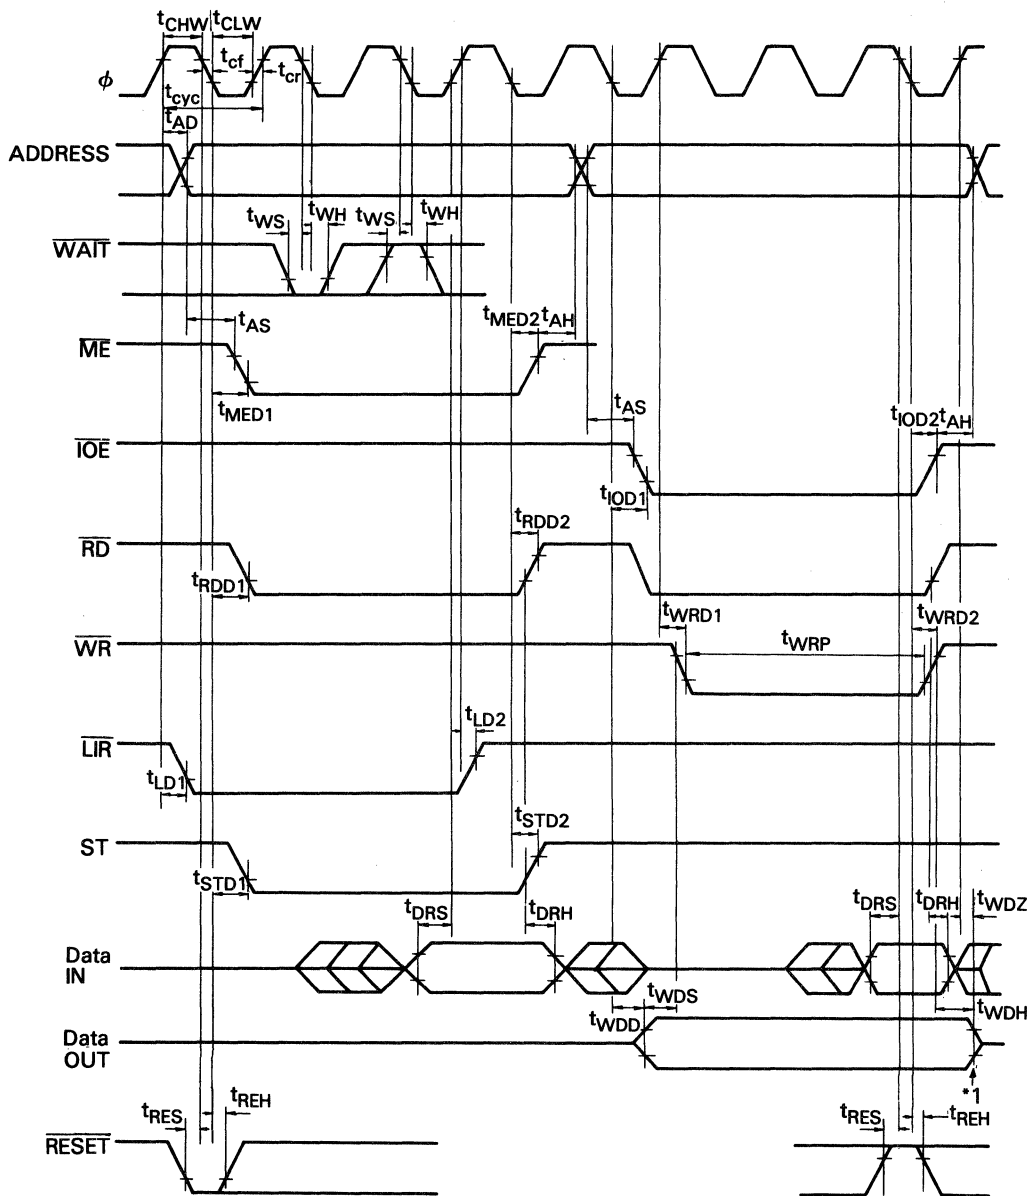 tCHW tCLW
tcf
tcr
ϕ
tcyc
tAD
ADDRESS
tWS tWH tWS tWH
WAIT
tAS
tMED2 tAH
ME
tMED1
tAS
tIOD2 tAH
IOE
tIOD1
tRDD2
RD
tRDD1
tWRD1
tWRD2
WR
tWRP
tLD2
LIR
tLD1
tSTD2
ST
tSTD1
tDRS tDRH
tDRS tDRH tWDZ
Data
IN
tWDS
tWDH
tWDD
Data
OUT
*1
tRES tREH
tRES tREH
RESET